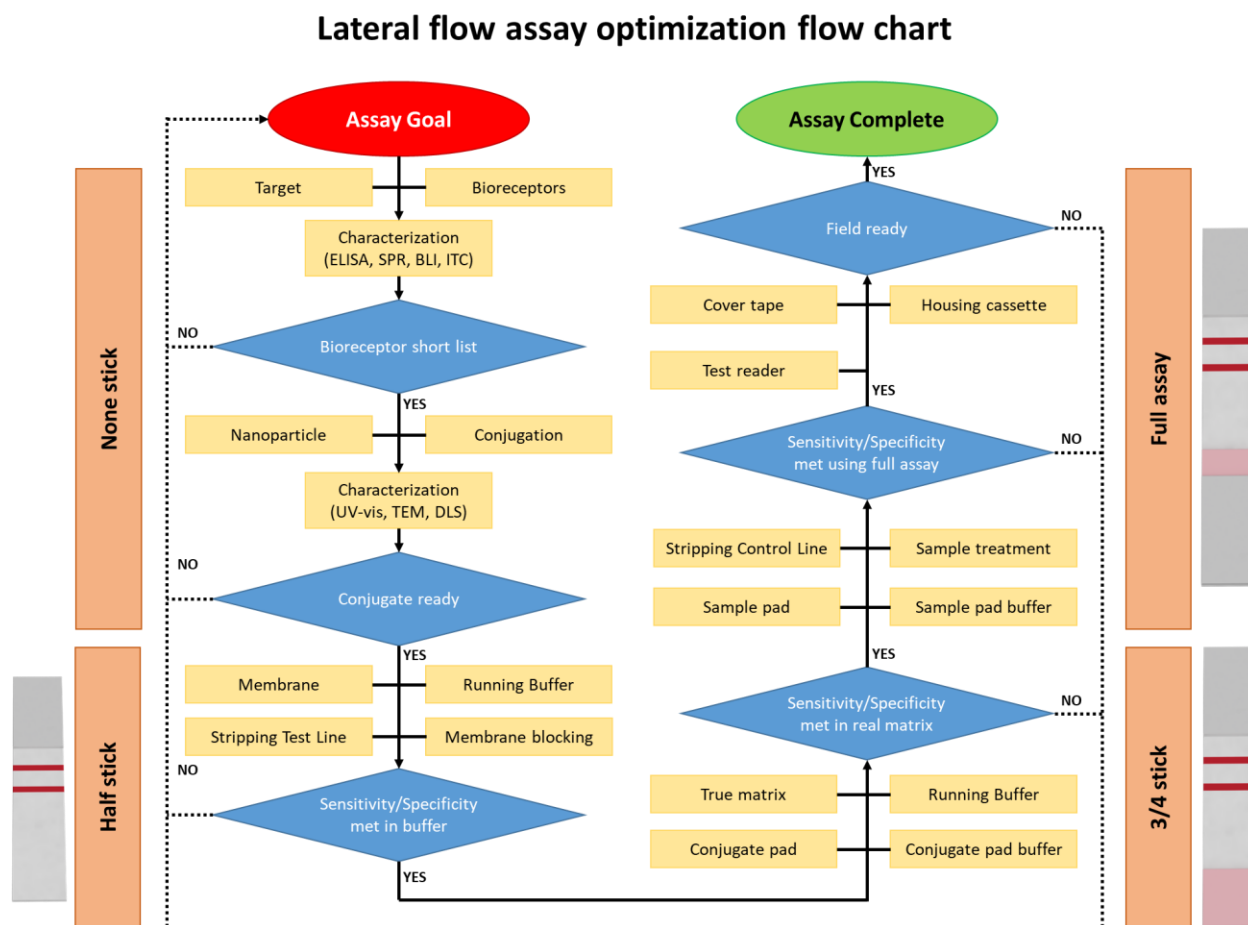 Lateral flow assay optimization flow chart
Assay Goal
Target
Bioreceptors
Characterization
(ELISA, SPR, BLI, ITC)
NO
Bioreceptor short list
YES
Nanoparticle
Conjugation
Characterization
(UV-vis, TEM, DLS)
NO
Conjugate ready
YES
None stick
Membrane
Running Buffer
Stripping Test Line
Membrane blocking
NO
Sensitivity/Specificity
met in buffer
YES
Half stick
Assay Complete
YES
Field ready
NO
Cover tape
Housing cassette
Test reader
YES
Sensitivity/Specificity
met using full assay
NO
Stripping Control Line
Sample treatment
Sample pad
Sample pad buffer
YES
Full assay
Sensitivity/Specificity
met in real matrix
NO
True matrix
Running Buffer
Conjugate pad
Conjugate pad buffer
3/4 stick